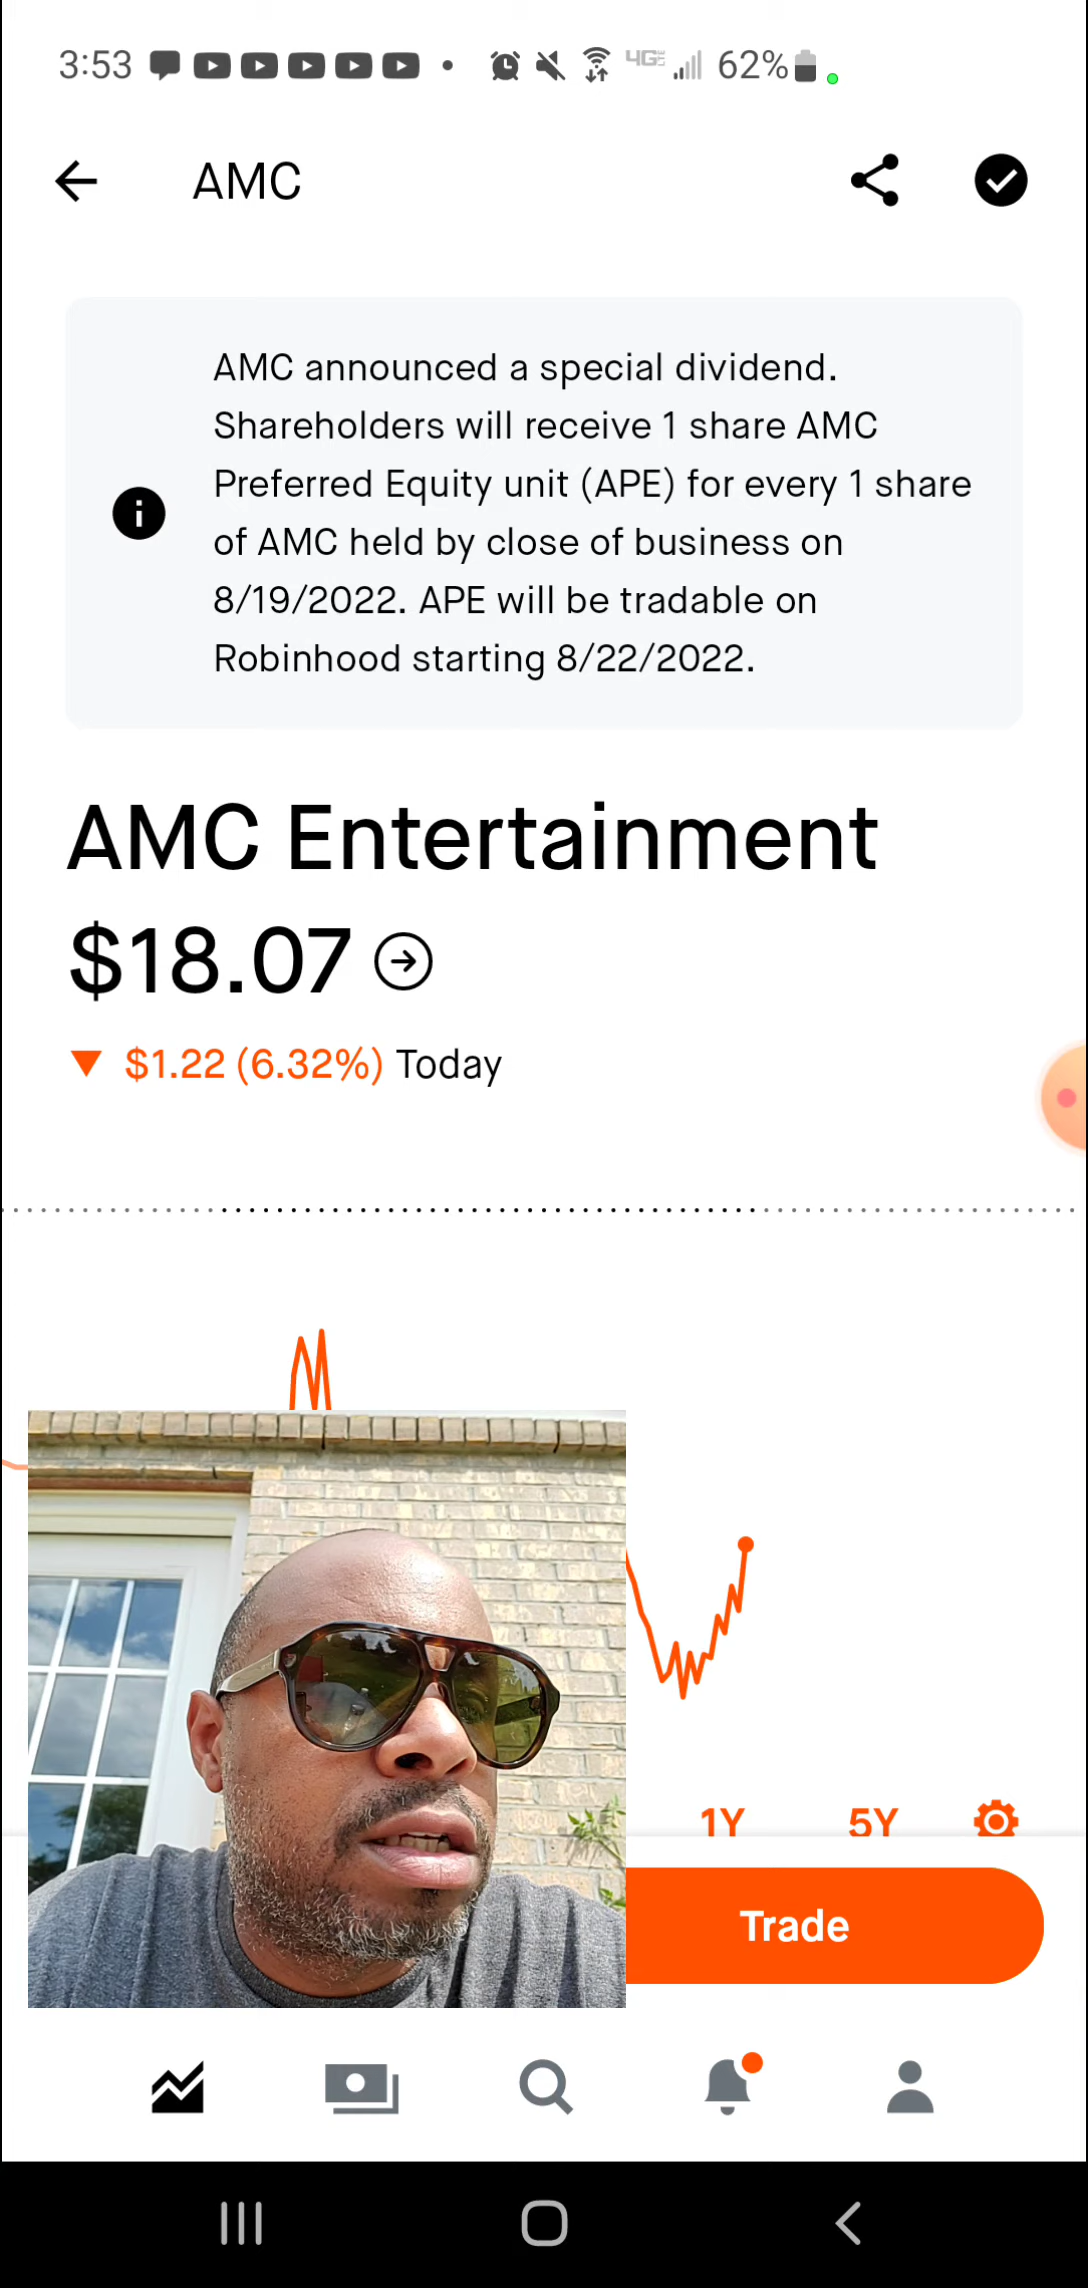 3:53 4GE 62%
AMC
AMC announced a special dividend.
Shareholders will receive 1 share AMC
Preferred Equity unit (APE) for every 1 share
of AMC held by close of business on
8/19/2022. APE will be tradable on
Robinhood starting 8/22/2022.
AMC Entertainment
$18.07
$1.22 (6.32%) Today
1Y 5Y
Trade